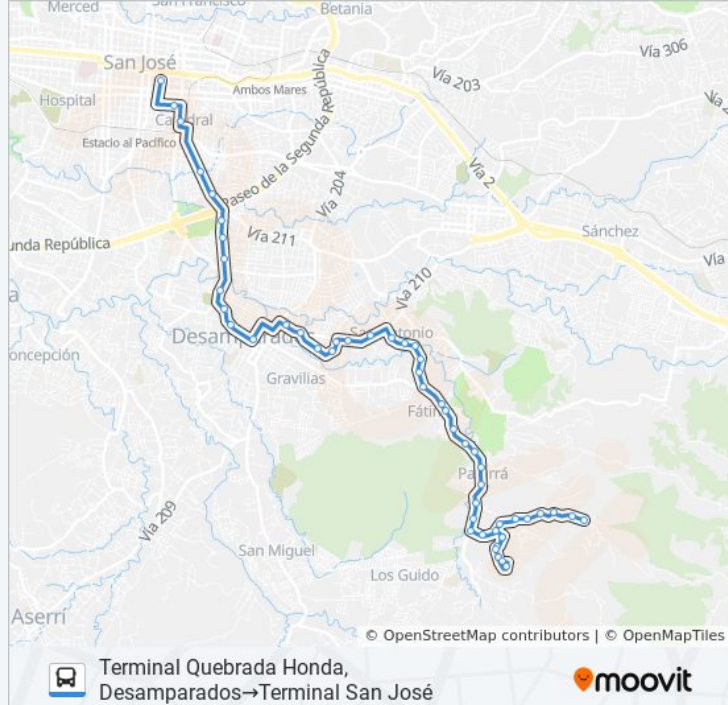 Merced
San Francisco
Betania
Vía 306
San José
Vía 203
Ambos Mares
Hospital
Catedral
Estacio al Pacífico
Paseo de la Segunda República
Vía 2
Vía 204
Sánchez
unda República
Vía 211
Vía
Vía 210
a
Desamparados
San Antonio
oncepción
Gravilias
Fátima
Patarrá
Vía 209
San Miguel
Los Guido
Aserrí
© OpenStreetMap contributors | © OpenMapTiles
Terminal Quebrada Honda,
Desamparados→Terminal San José
moovit